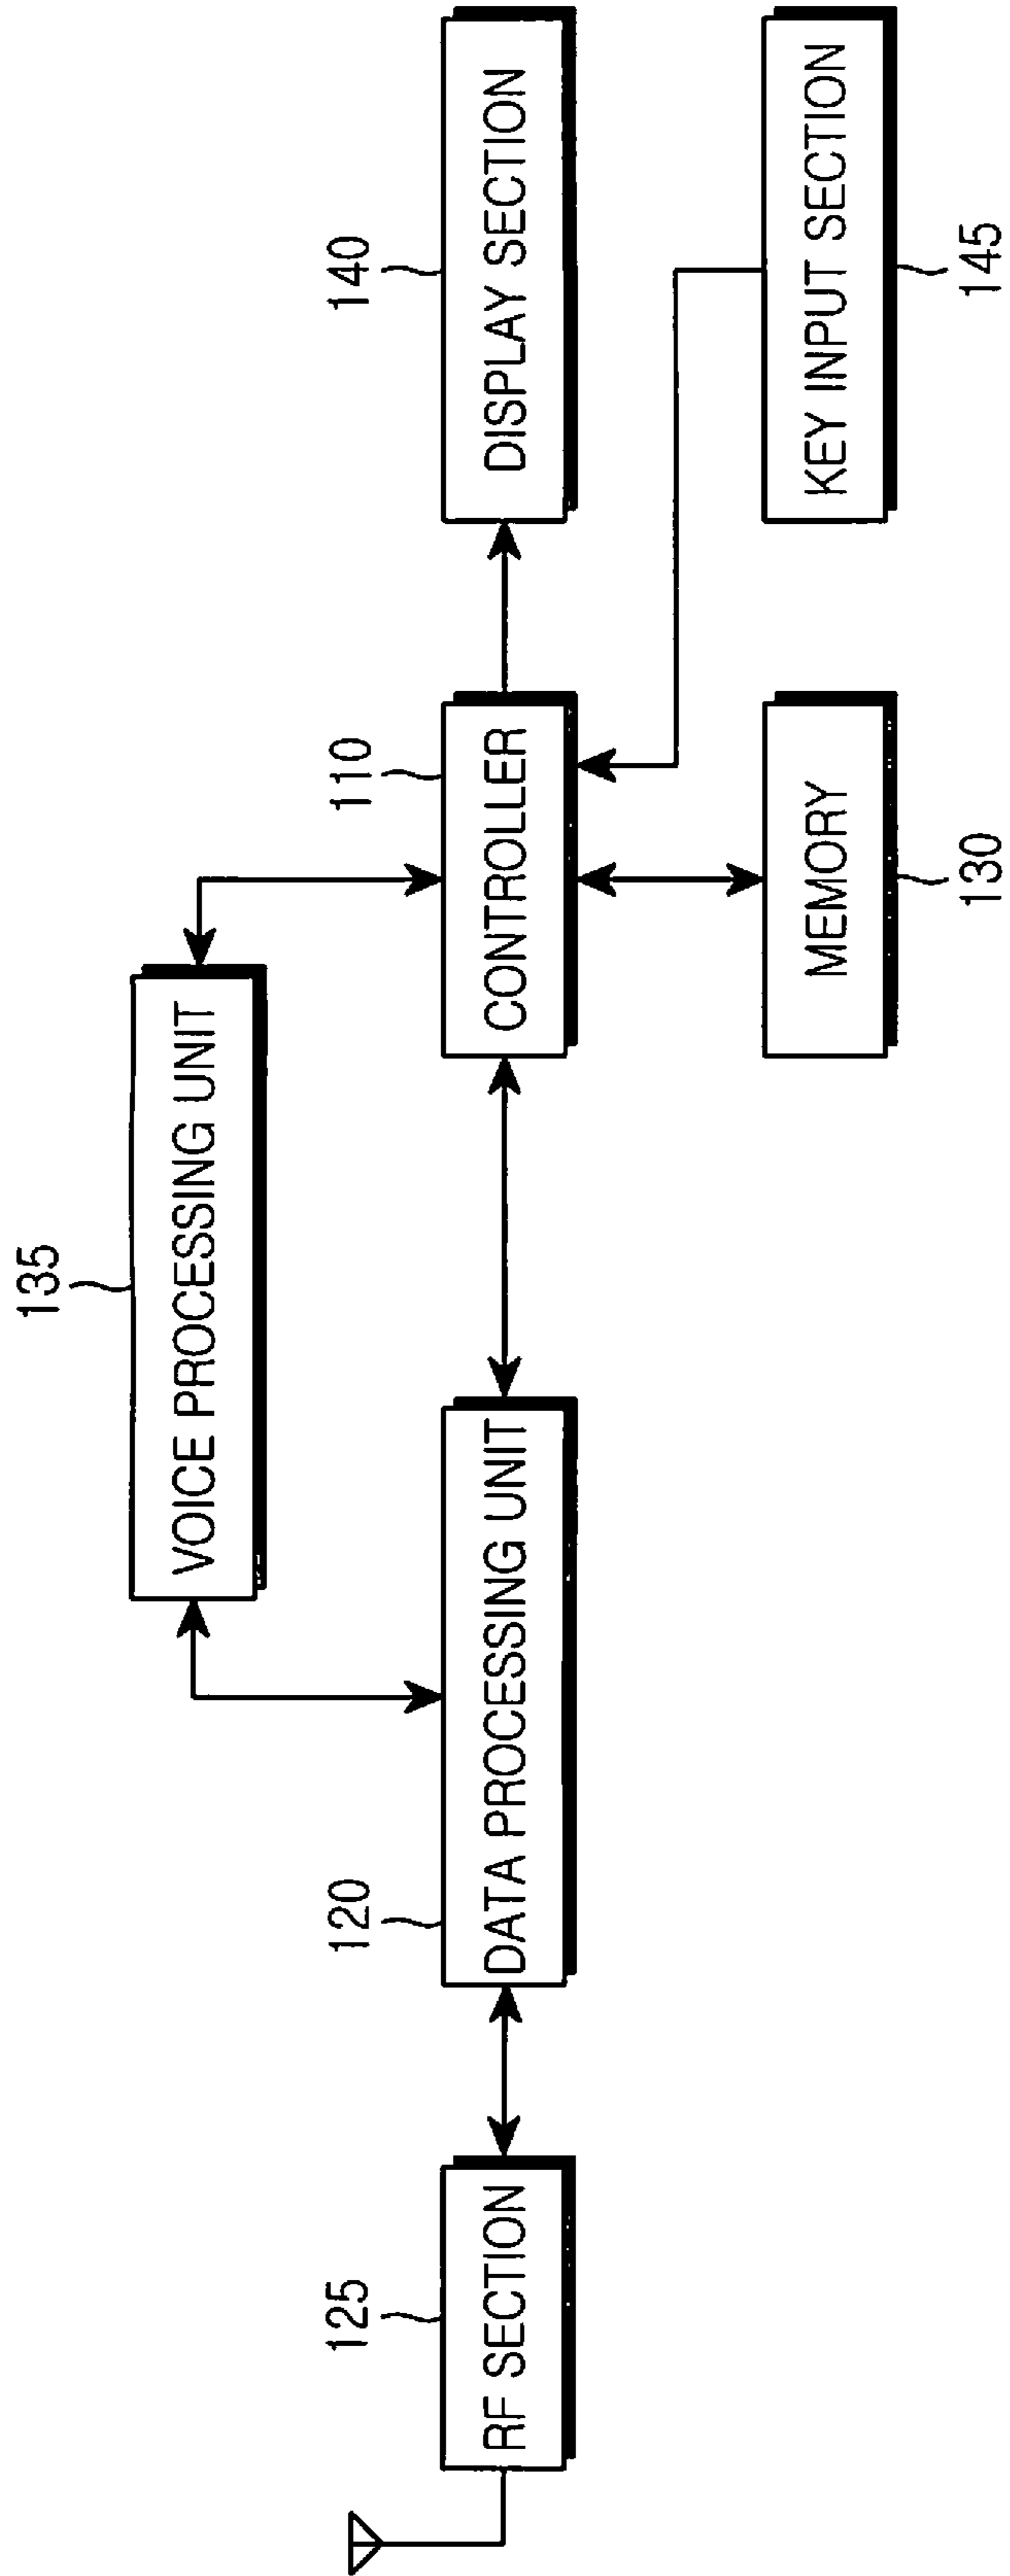 135
VOICE PROCESSING UNIT
125
RF SECTION
120
DATA PROCESSING UNIT
110
CONTROLLER
140
DISPLAY SECTION
MEMORY
130
KEY INPUT SECTION
145